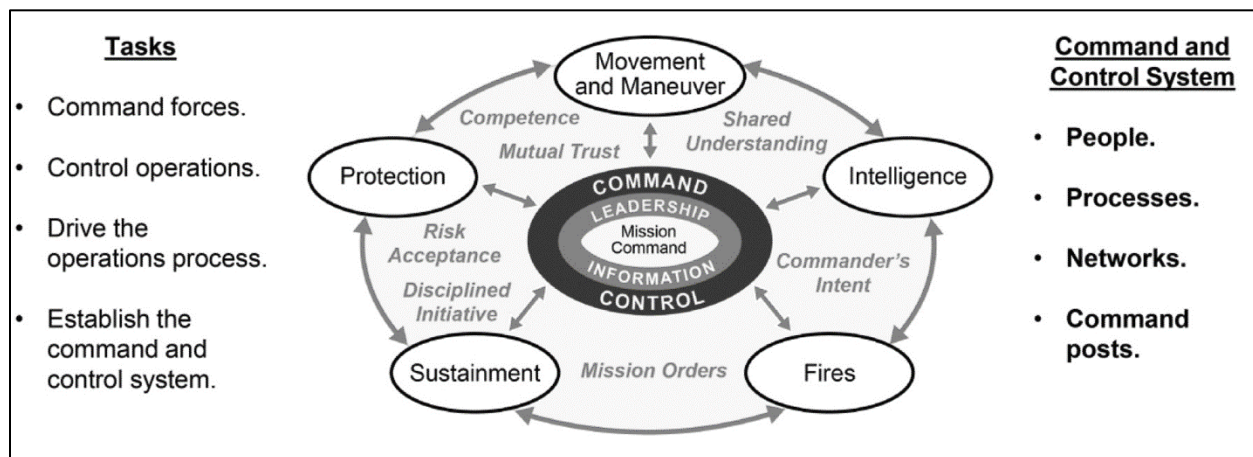 Tasks
• Command forces.
• Control operations.
• Drive the
operations process.
• Establish the
command and
control system.
Movement
and Maneuver
Competence
Mutual Trust
Shared
Understanding
Protection
Intelligence
COMMAND
LEADERSHIP
Mission
Command
INFORMATION
CONTROL
Risk
Acceptance
Disciplined
Initiative
Commander's
Intent
Sustainment
Mission Orders
Fires
Command and
Control System
• People.
• Processes.
• Networks.
• Command
posts.